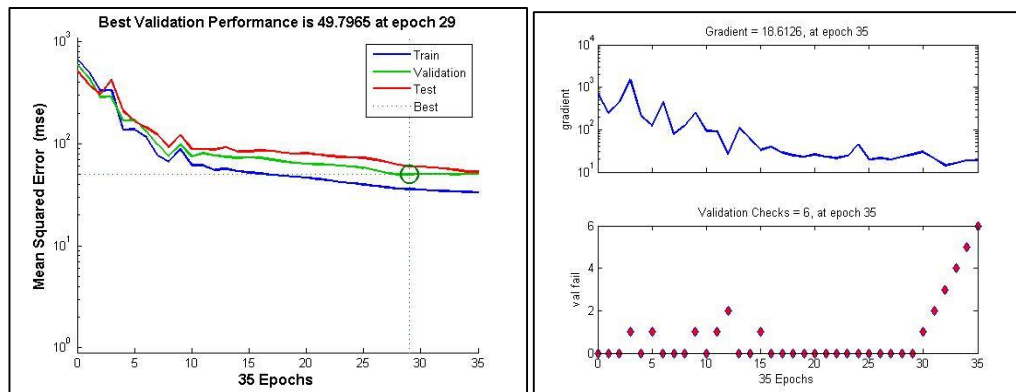 Best Validation Performance is 49.7965 at epoch 29
10^3
10^2
10^1
10^0
Mean Squared Error (mse)
Train
Validation
Test
Best
0 5 10 15 20 25 30 35
35 Epochs
Gradient = 18.6126, at epoch 35
10^4
10^3
10^2
10^1
gradient
Validation Checks = 6, at epoch 35
6
4
2
0
val fail
0 5 10 15 20 25 30 35
35 Epochs